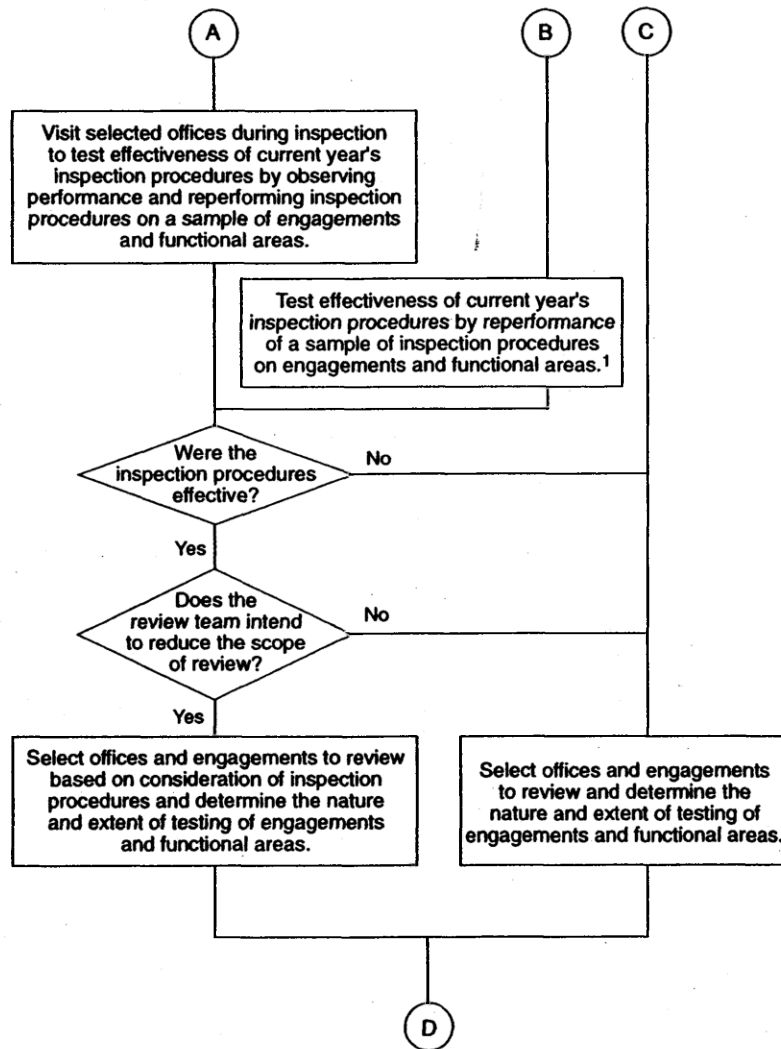 A
B
C
Visit selected offices during inspection
to test effectiveness of current year's
inspection procedures by observing
performance and reperforming inspection
procedures on a sample of engagements
and functional areas.
Test effectiveness of current year's
inspection procedures by reperformance
of a sample of inspection procedures
on engagements and functional areas.1
Were the
inspection procedures
effective?
No
Yes
Does the
review team intend
to reduce the scope
of review?
No
Yes
Select offices and engagements to review
based on consideration of inspection
procedures and determine the nature
and extent of testing of engagements
and functional areas.
Select offices and engagements
to review and determine the
nature and extent of testing of
engagements and functional areas.
D